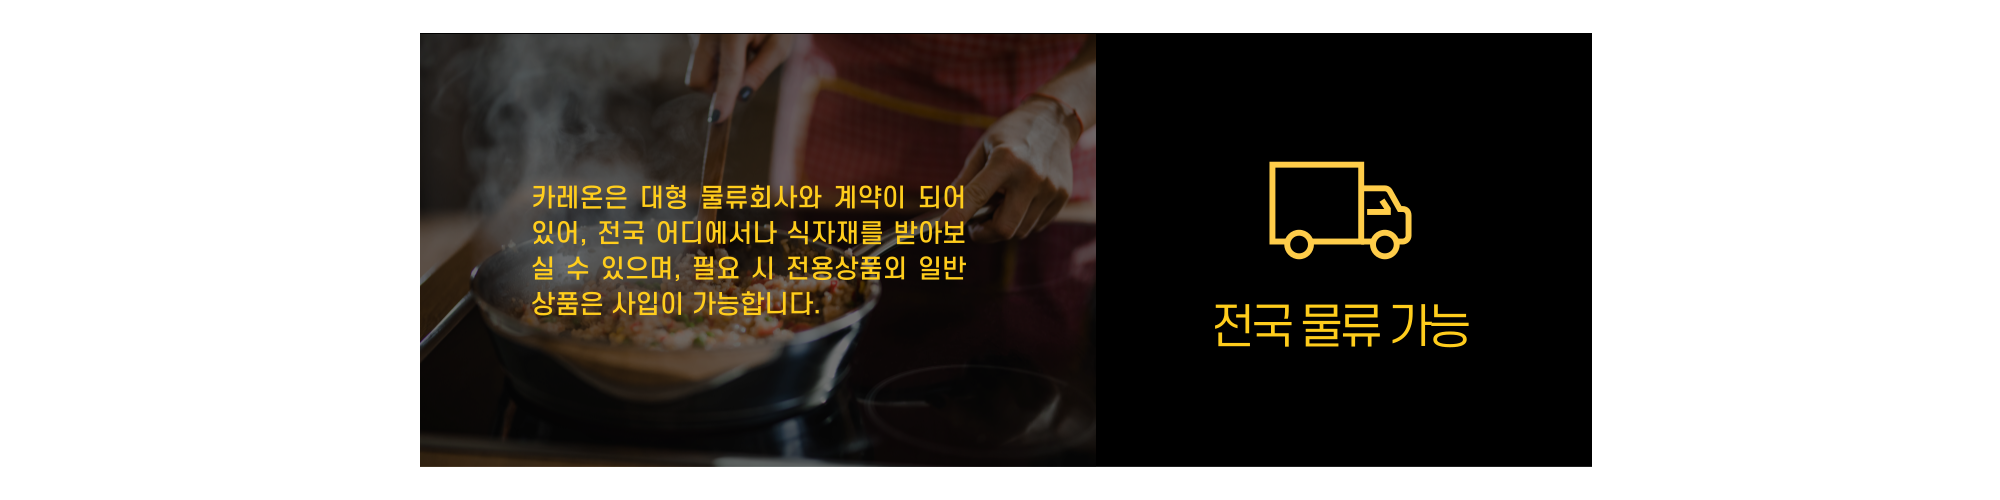 카레온은 대형 물류회사와 계약이 되어
있어, 전국 어디에서나 식자재를 받아보
실 수 있으며, 필요 시 전용상품외 일반
상품은 사입이 가능합니다.
전국 물류 가능